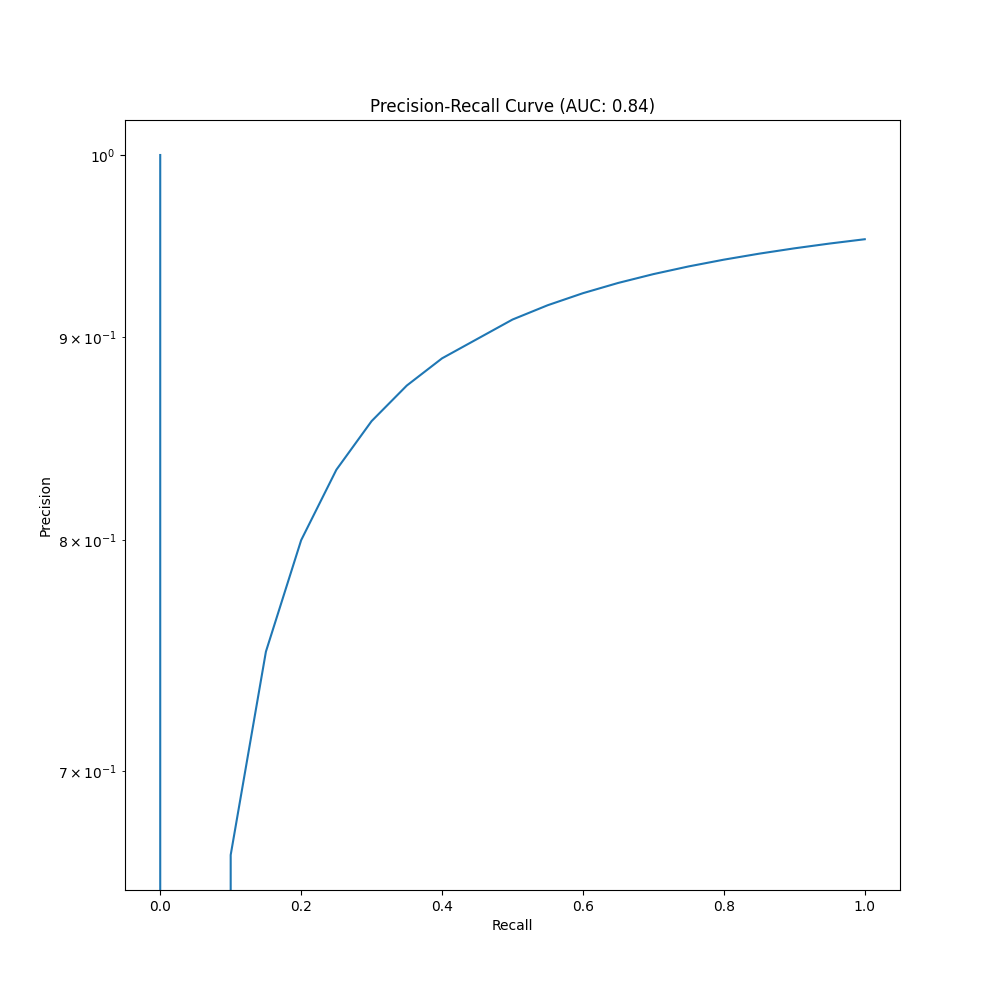 Precision-Recall Curve (AUC: 0.84)
10⁰
9 × 10⁻¹
8 × 10⁻¹
7 × 10⁻¹
Precision
0.0 0.2 0.4 0.6 0.8 1.0
Recall